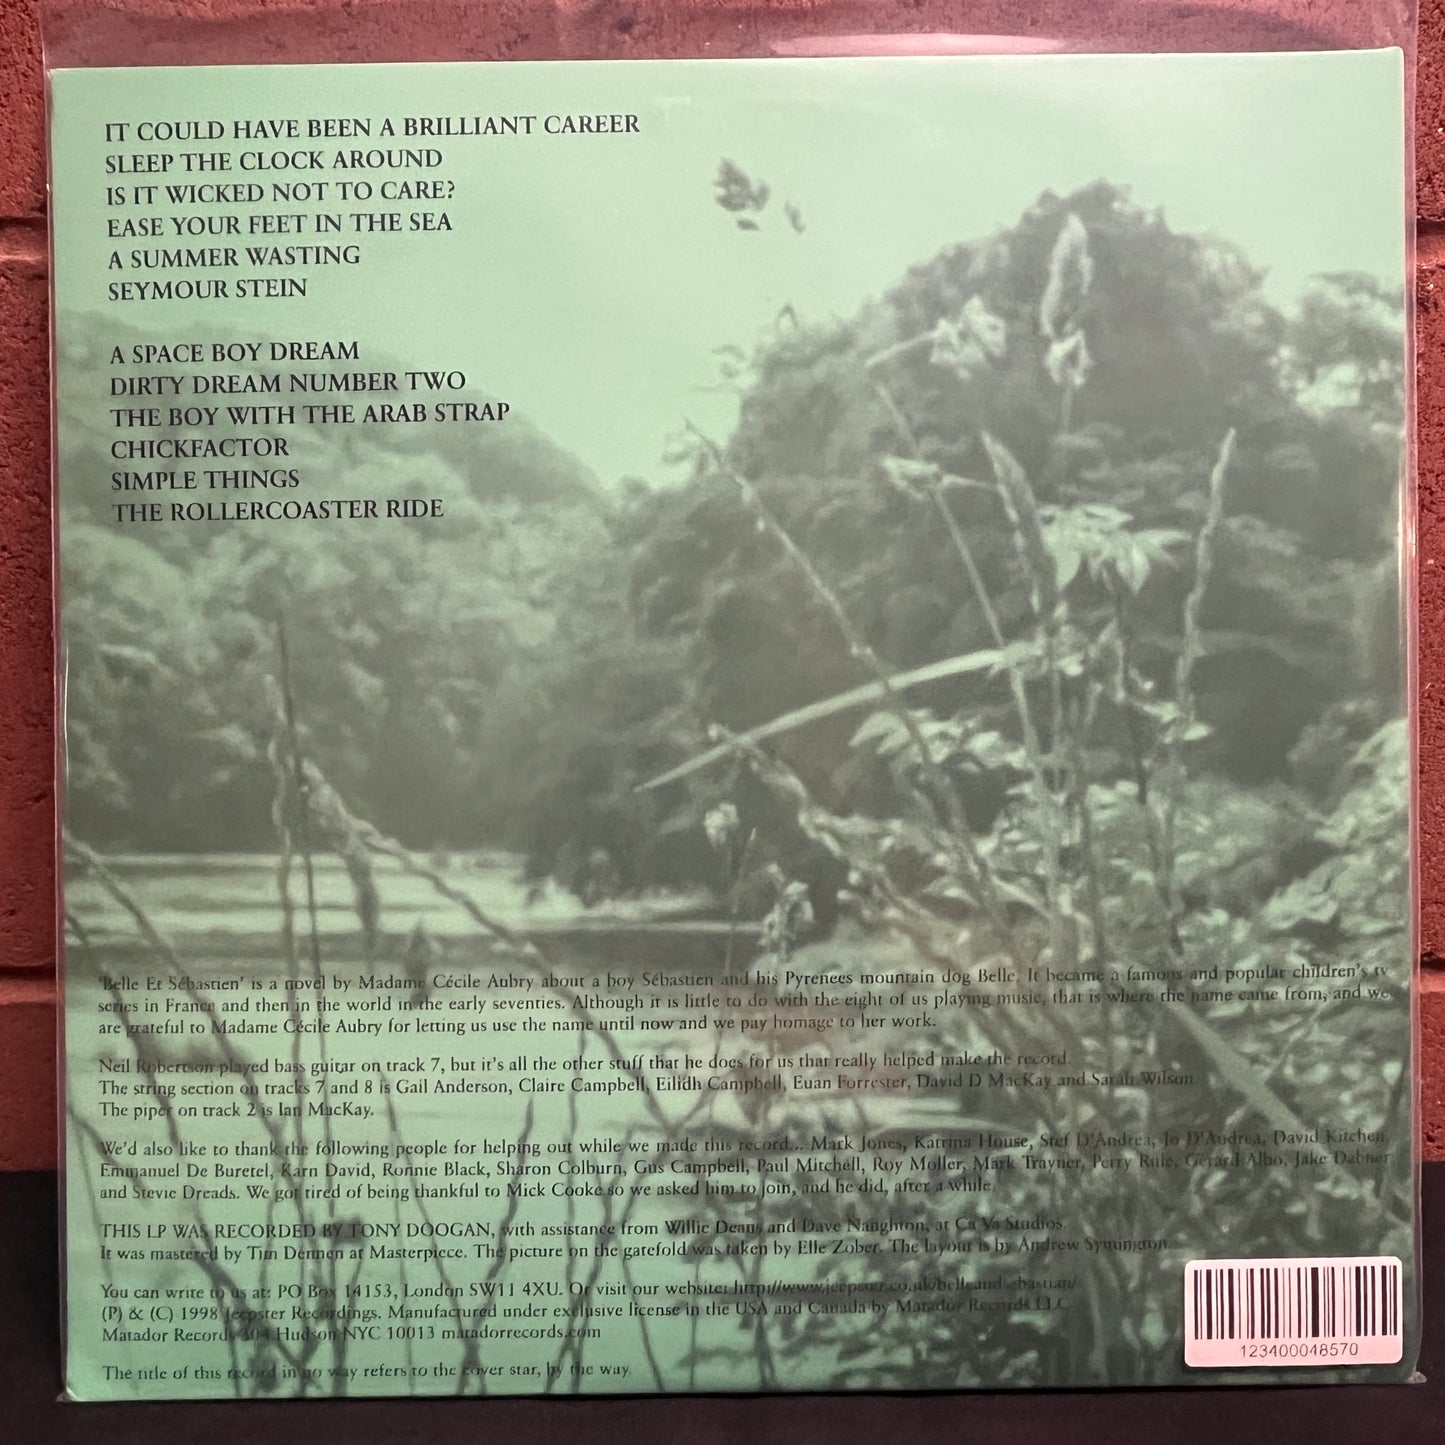 IT COULD HAVE BEEN A BRILLIANT CAREER
SLEEP THE CLOCK AROUND
IS IT WICKED NOT TO CARE?
EASE YOUR FEET IN THE SEA
A SUMMER WASTING
SEYMOUR STEIN
A SPACE BOY DREAM
DIRTY DREAM NUMBER TWO
THE BOY WITH THE ARAB STRAP
CHICKFACTOR
SIMPLE THINGS
THE ROLLERCOASTER RIDE
'Belle Et Sébastien' is a novel by Madame Cécile Aubry about a boy Sébastien and his Pyrenees mountain dog Belle. It became a famous and popular children's tv
series in France and then in the world in the early seventies. Although it is little to do with the eight of us playing music, that is where the name came from, and we
are grateful to Madame Cécile Aubry for letting us use the name until now and we pay homage to her work.
Neil Robertson played bass guitar on track 7, but it's all the other stuff that he does for us that really helped make the record.
The string section on tracks 7 and 8 is Gail Anderson, Claire Campbell, Eilidh Campbell, Euan Forrester, David D MacKay and Sarah Wilson.
The piper on track 2 is Ian MacKay.
We'd also like to thank the following people for helping out while we made this record... Mark Jones, Katrina House, Stef D'Andrea, Jo D'Andrea, David Kitchen,
Emmanuel De Buretel, Karn David, Ronnie Black, Sharon Colburn, Gus Campbell, Paul Mitchell, Roy Moller, Mark Trayner, Perry Rule, Gerard Albo, Jake Dabner
and Stevie Dreads. We got tired of being thankful to Mick Cooke so we asked him to join, and he did, after a while.
THIS LP WAS RECORDED BY TONY DOOGAN, with assistance from Willie Deans and Dave Naughton, at Ca Va Studios.
It was mastered by Tim Dennen at Masterpiece. The picture on the gatefold was taken by Elle Zober. The layout is by Andrew Symington.
You can write to us at: PO Box 14153, London SW11 4XU. Or visit our website: http//www.jeepster.co.uk/belleandsebastian/
(P) & (C) 1998 Jeepster Recordings. Manufactured under exclusive license in the USA and Canada by Matador Records LLC
Matador Records 304 Hudson NYC 10013 matadorrecords.com
The title of this record in no way refers to the cover star, by the way.
123400048570